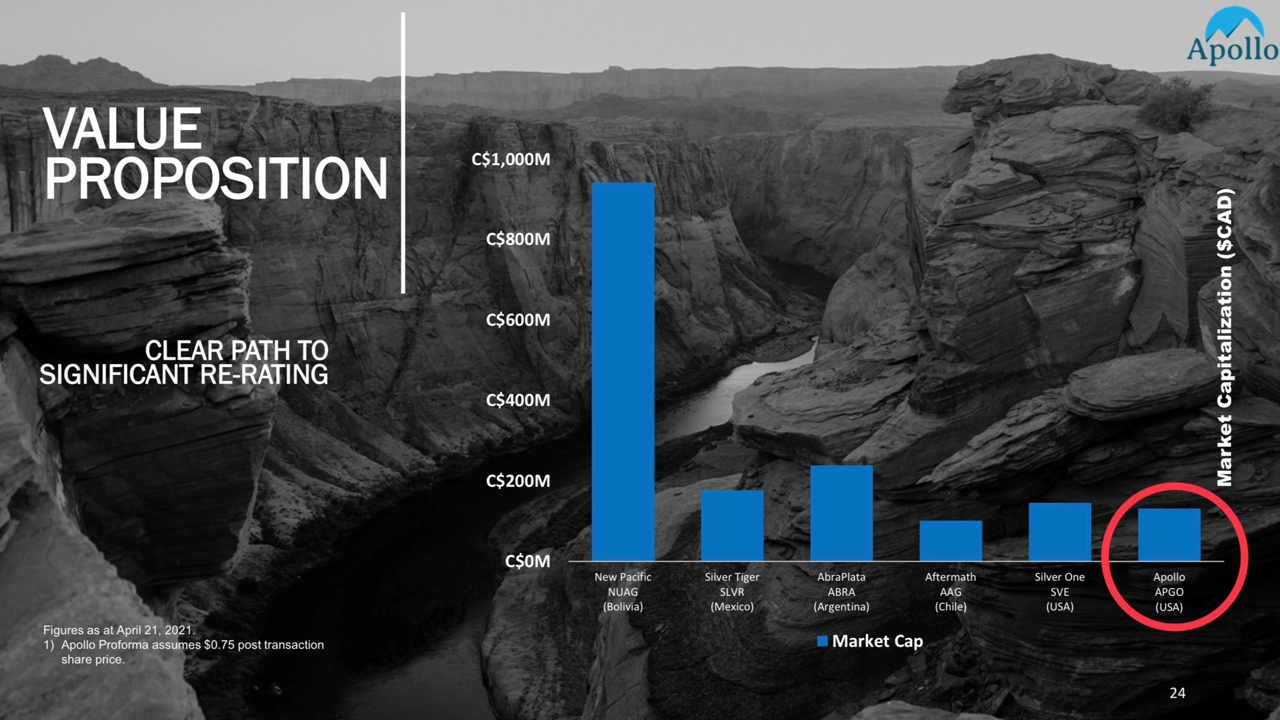 Apollo
VALUE
PROPOSITION
CLEAR PATH TO
SIGNIFICANT RE-RATING
C$1,000M
C$800M
C$600M
C$400M
C$200M
C$0M
New Pacific
NUAG
(Bolivia)
Silver Tiger
SLVR
(Mexico)
AbraPlata
ABRA
(Argentina)
Aftermath
AAG
(Chile)
Silver One
SVE
(USA)
Apollo
APGO
(USA)
Market Capitalization ($CAD)
Market Cap
Figures as at April 21, 2021.
1) Apollo Proforma assumes $0.75 post transaction
share price.
24